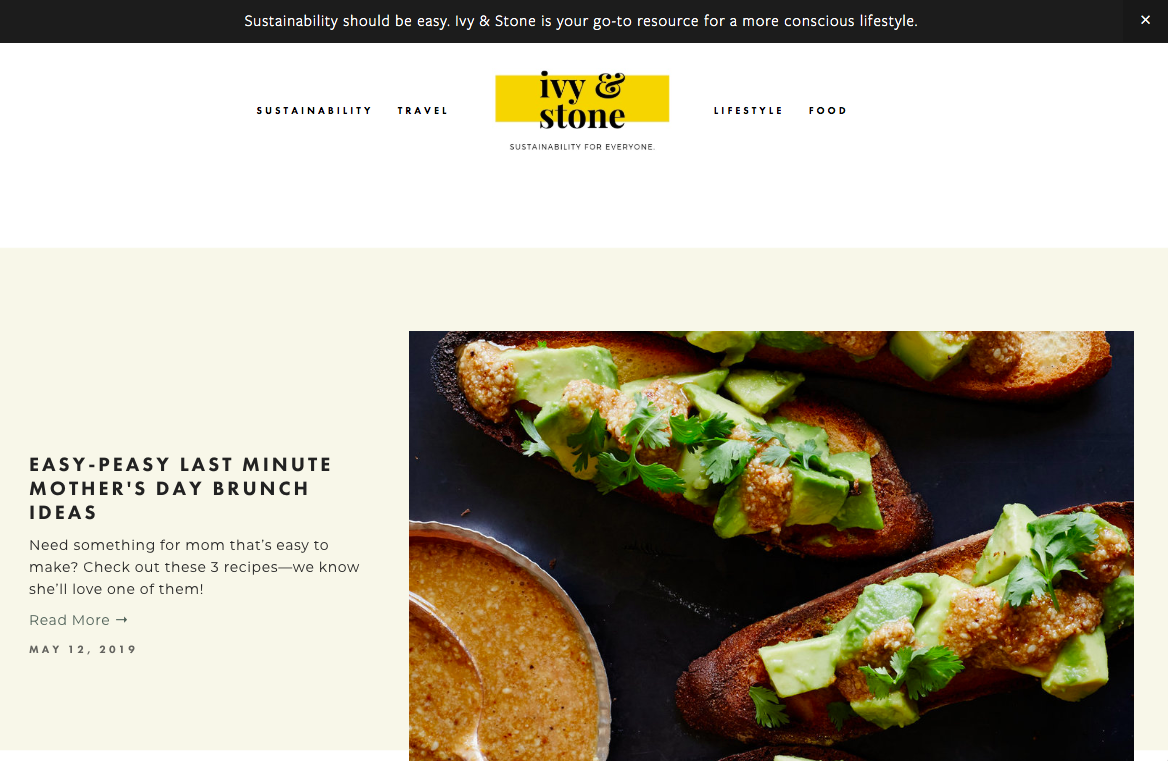 Sustainability should be easy. Ivy & Stone is your go-to resource for a more conscious lifestyle.
×
SUSTAINABILITY TRAVEL
ivy &
stone
SUSTAINABILITY FOR EVERYONE.
LIFESTYLE FOOD
EASY-PEASY LAST MINUTE
MOTHER'S DAY BRUNCH
IDEAS
Need something for mom that’s easy to
make? Check out these 3 recipes—we know
she’ll love one of them!
Read More →
MAY 12, 2019